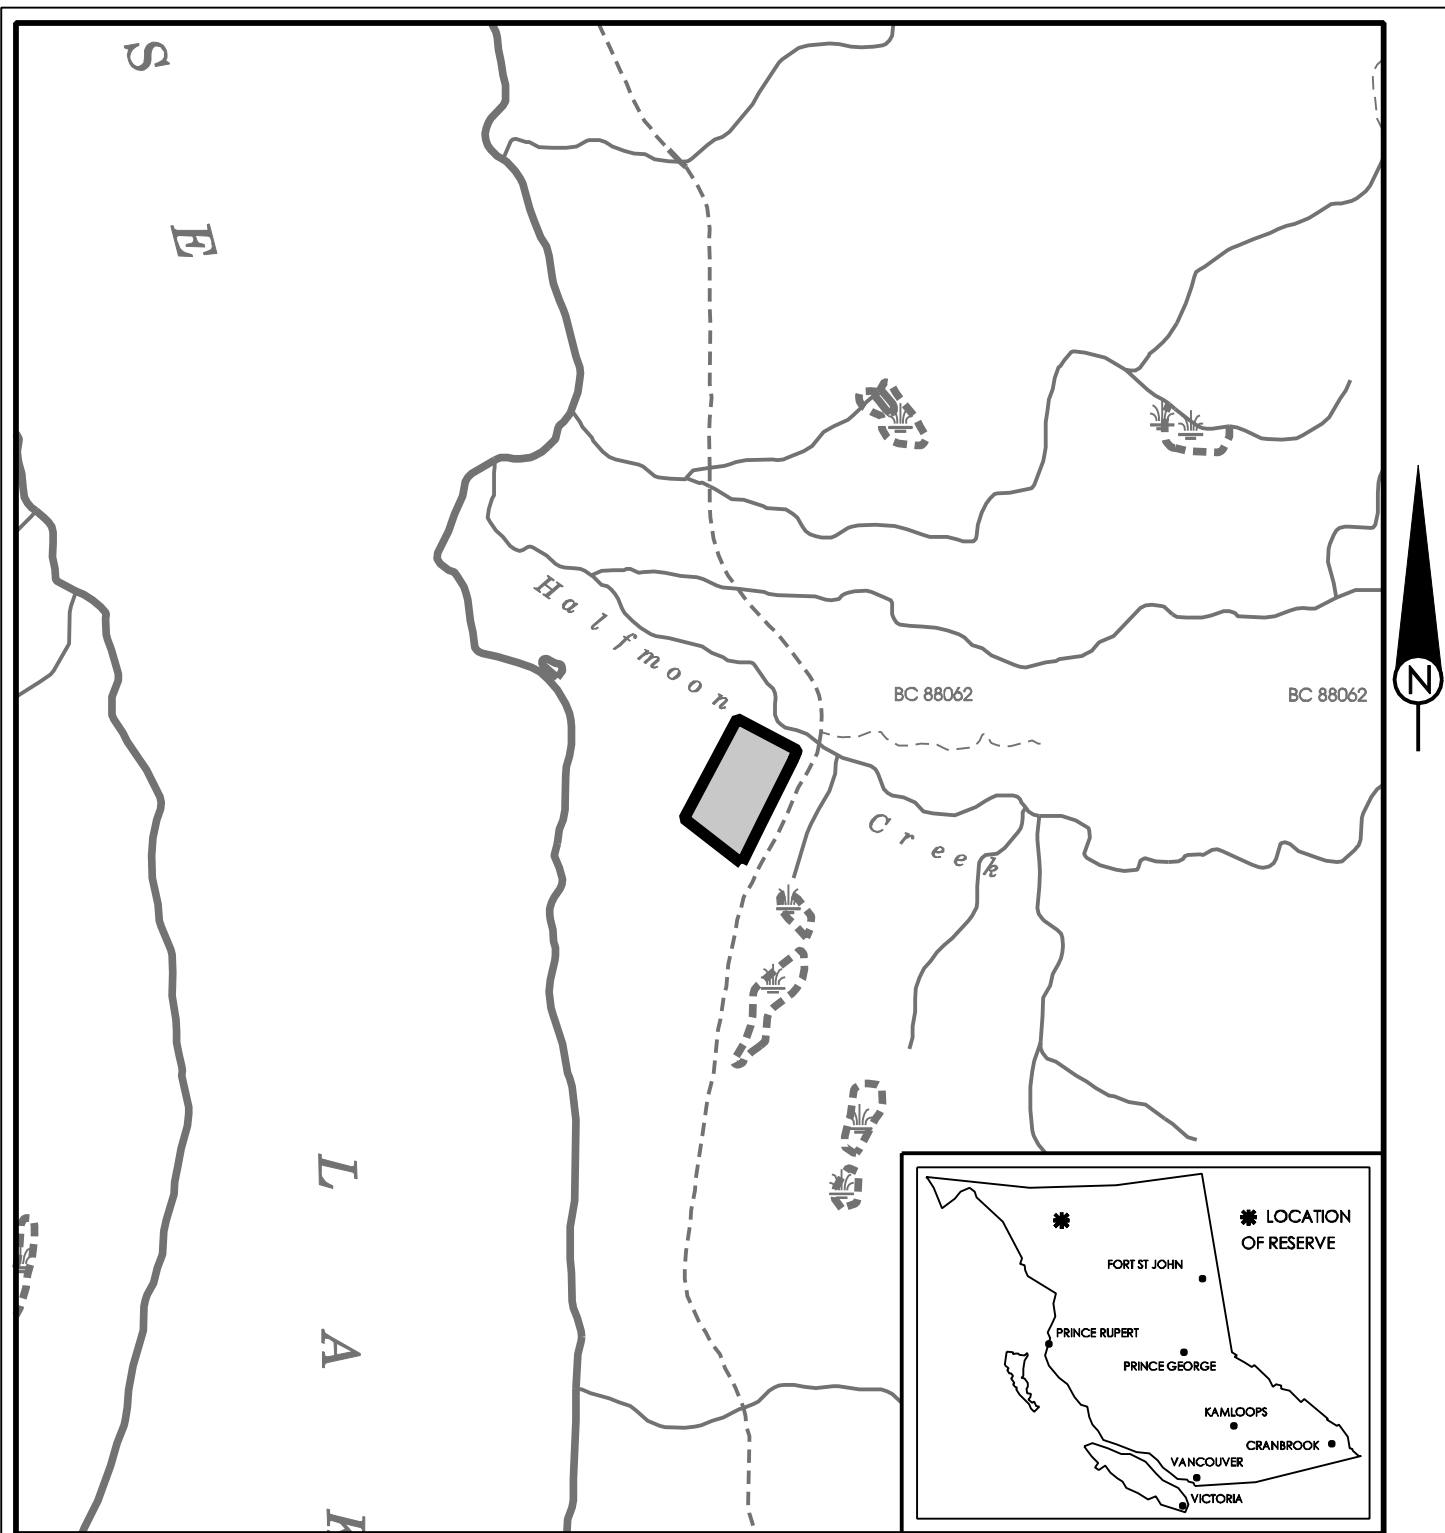 S
E
Halfmoon
BC 88062
BC 88062
N
Creek
L
A
LOCATION
OF RESERVE
FORT ST JOHN
PRINCE RUPERT
PRINCE GEORGE
KAMLOOPS
CRANBROOK
VANCOUVER
VICTORIA